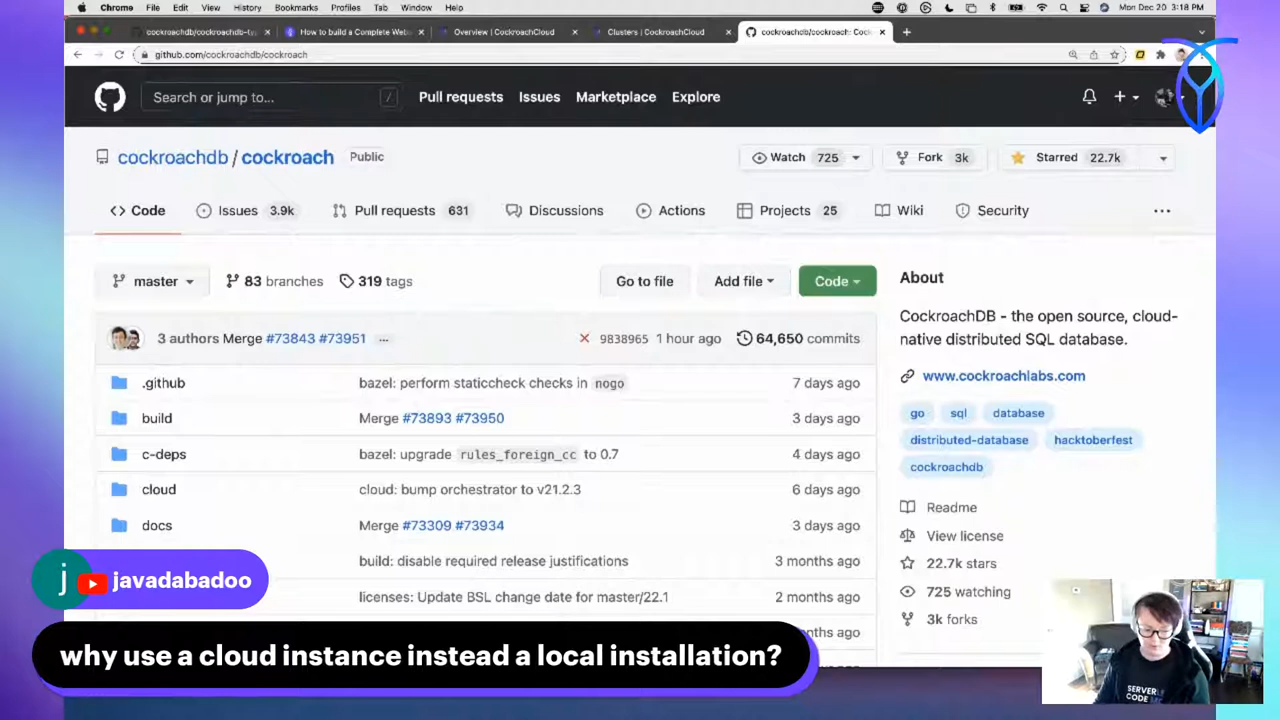 Chrome File Edit View History Bookmarks Profiles Tab Window Help Mon Dec 20 3:18 PM
cockroachdb/cockroachdb-ty
How to build a Complete Web
Overview | CockroachCloud
Clusters | CockroachCloud
cockroachdb/cockroach: Cock
github.com/cockroachdb/cockroach
Search or jump to... /
Pull requests Issues Marketplace Explore
cockroachdb / cockroach Public
Watch 725
Fork 3k
Starred 22.7k
Code
Issues 3.9k
Pull requests 631
Discussions
Actions
Projects 25
Wiki
Security
...
master
83 branches
319 tags
Go to file
Add file
Code
3 authors Merge #73843 #73951 ... 9838965 1 hour ago 64,650 commits
.github bazel: perform staticcheck checks in nogo 7 days ago
build Merge #73893 #73950 3 days ago
c-deps bazel: upgrade rules_foreign_cc to 0.7 4 days ago
cloud cloud: bump orchestrator to v21.2.3 6 days ago
docs Merge #73309 #73934 3 days ago
build: disable required release justifications 3 months ago
licenses: Update BSL change date for master/22.1 2 months ago
ths ago
About
CockroachDB - the open source, cloud-
native distributed SQL database.
www.cockroachlabs.com
go sql database
distributed-database hacktoberfest
cockroachdb
Readme
View license
22.7k stars
725 watching
3k forks
j javadabadoo
why use a cloud instance instead a local installation?
CODE